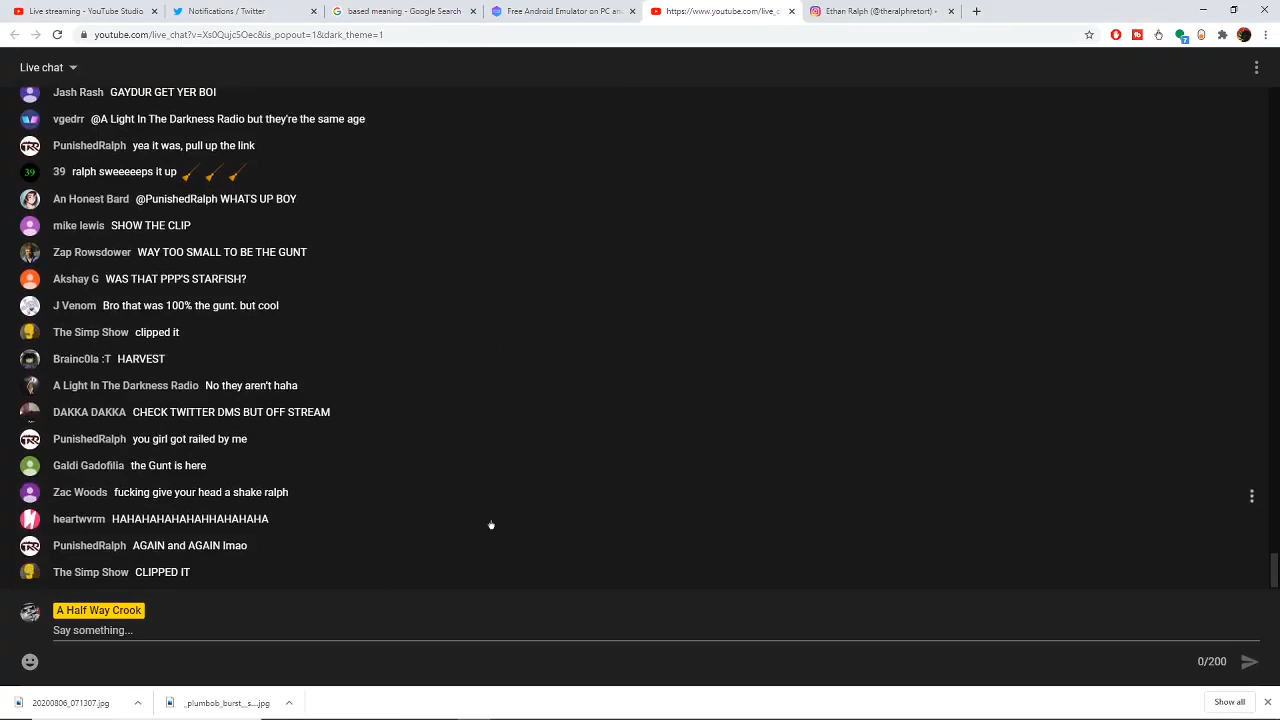 Live streaming - YouTube Studio
Notifications / Twitter
based meaning - Google Search
Free Android Emulator on PC an
https://www.youtube.com/live_c
Ethan Ralph (@theralphretort) •
youtube.com/live_chat?v=Xs0Qujc5Oec&is_popout=1&dark_theme=1
Live chat
Jash Rash GAYDUR GET YER BOI
vgedrr @A Light In The Darkness Radio but they're the same age
PunishedRalph yea it was, pull up the link
39 39 ralph sweeeeeps it up
An Honest Bard @PunishedRalph WHATS UP BOY
mike lewis SHOW THE CLIP
Zap Rowsdower WAY TOO SMALL TO BE THE GUNT
Akshay G WAS THAT PPP'S STARFISH?
J Venom Bro that was 100% the gunt. but cool
The Simp Show clipped it
Brainc0la :T HARVEST
A Light In The Darkness Radio No they aren't haha
DAKKA DAKKA CHECK TWITTER DMS BUT OFF STREAM
PunishedRalph you girl got railed by me
Galdi Gadofilia the Gunt is here
Zac Woods fucking give your head a shake ralph
heartwvrm HAHAHAHAHAHAHHAHAHAHA
PunishedRalph AGAIN and AGAIN lmao
The Simp Show CLIPPED IT
A Half Way Crook
Say something...
0/200
20200806_071307.jpg
_plumbob_burst__s....jpg
Show all